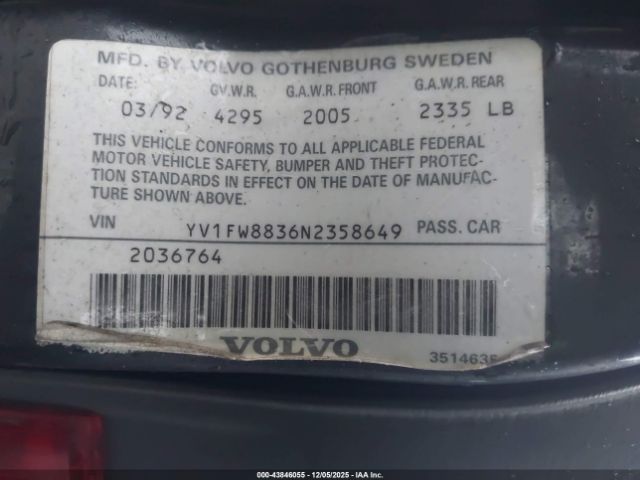 MFD. BY VOLVO GOTHENBURG SWEDEN
DATE: GV.W.R. G.A.W.R. FRONT G.A.W.R. REAR
03/92 4295 2005 2335 LB
THIS VEHICLE CONFORMS TO ALL APPLICABLE FEDERAL
MOTOR VEHICLE SAFETY, BUMPER AND THEFT PROTEC-
TION STANDARDS IN EFFECT ON THE DATE OF MANUFAC-
TURE SHOWN ABOVE.
VIN YV1FW8836N2358649 PASS. CAR
2036764
VOLVO
3514635
000-43846055 - 12/05/2025 - IAA Inc.